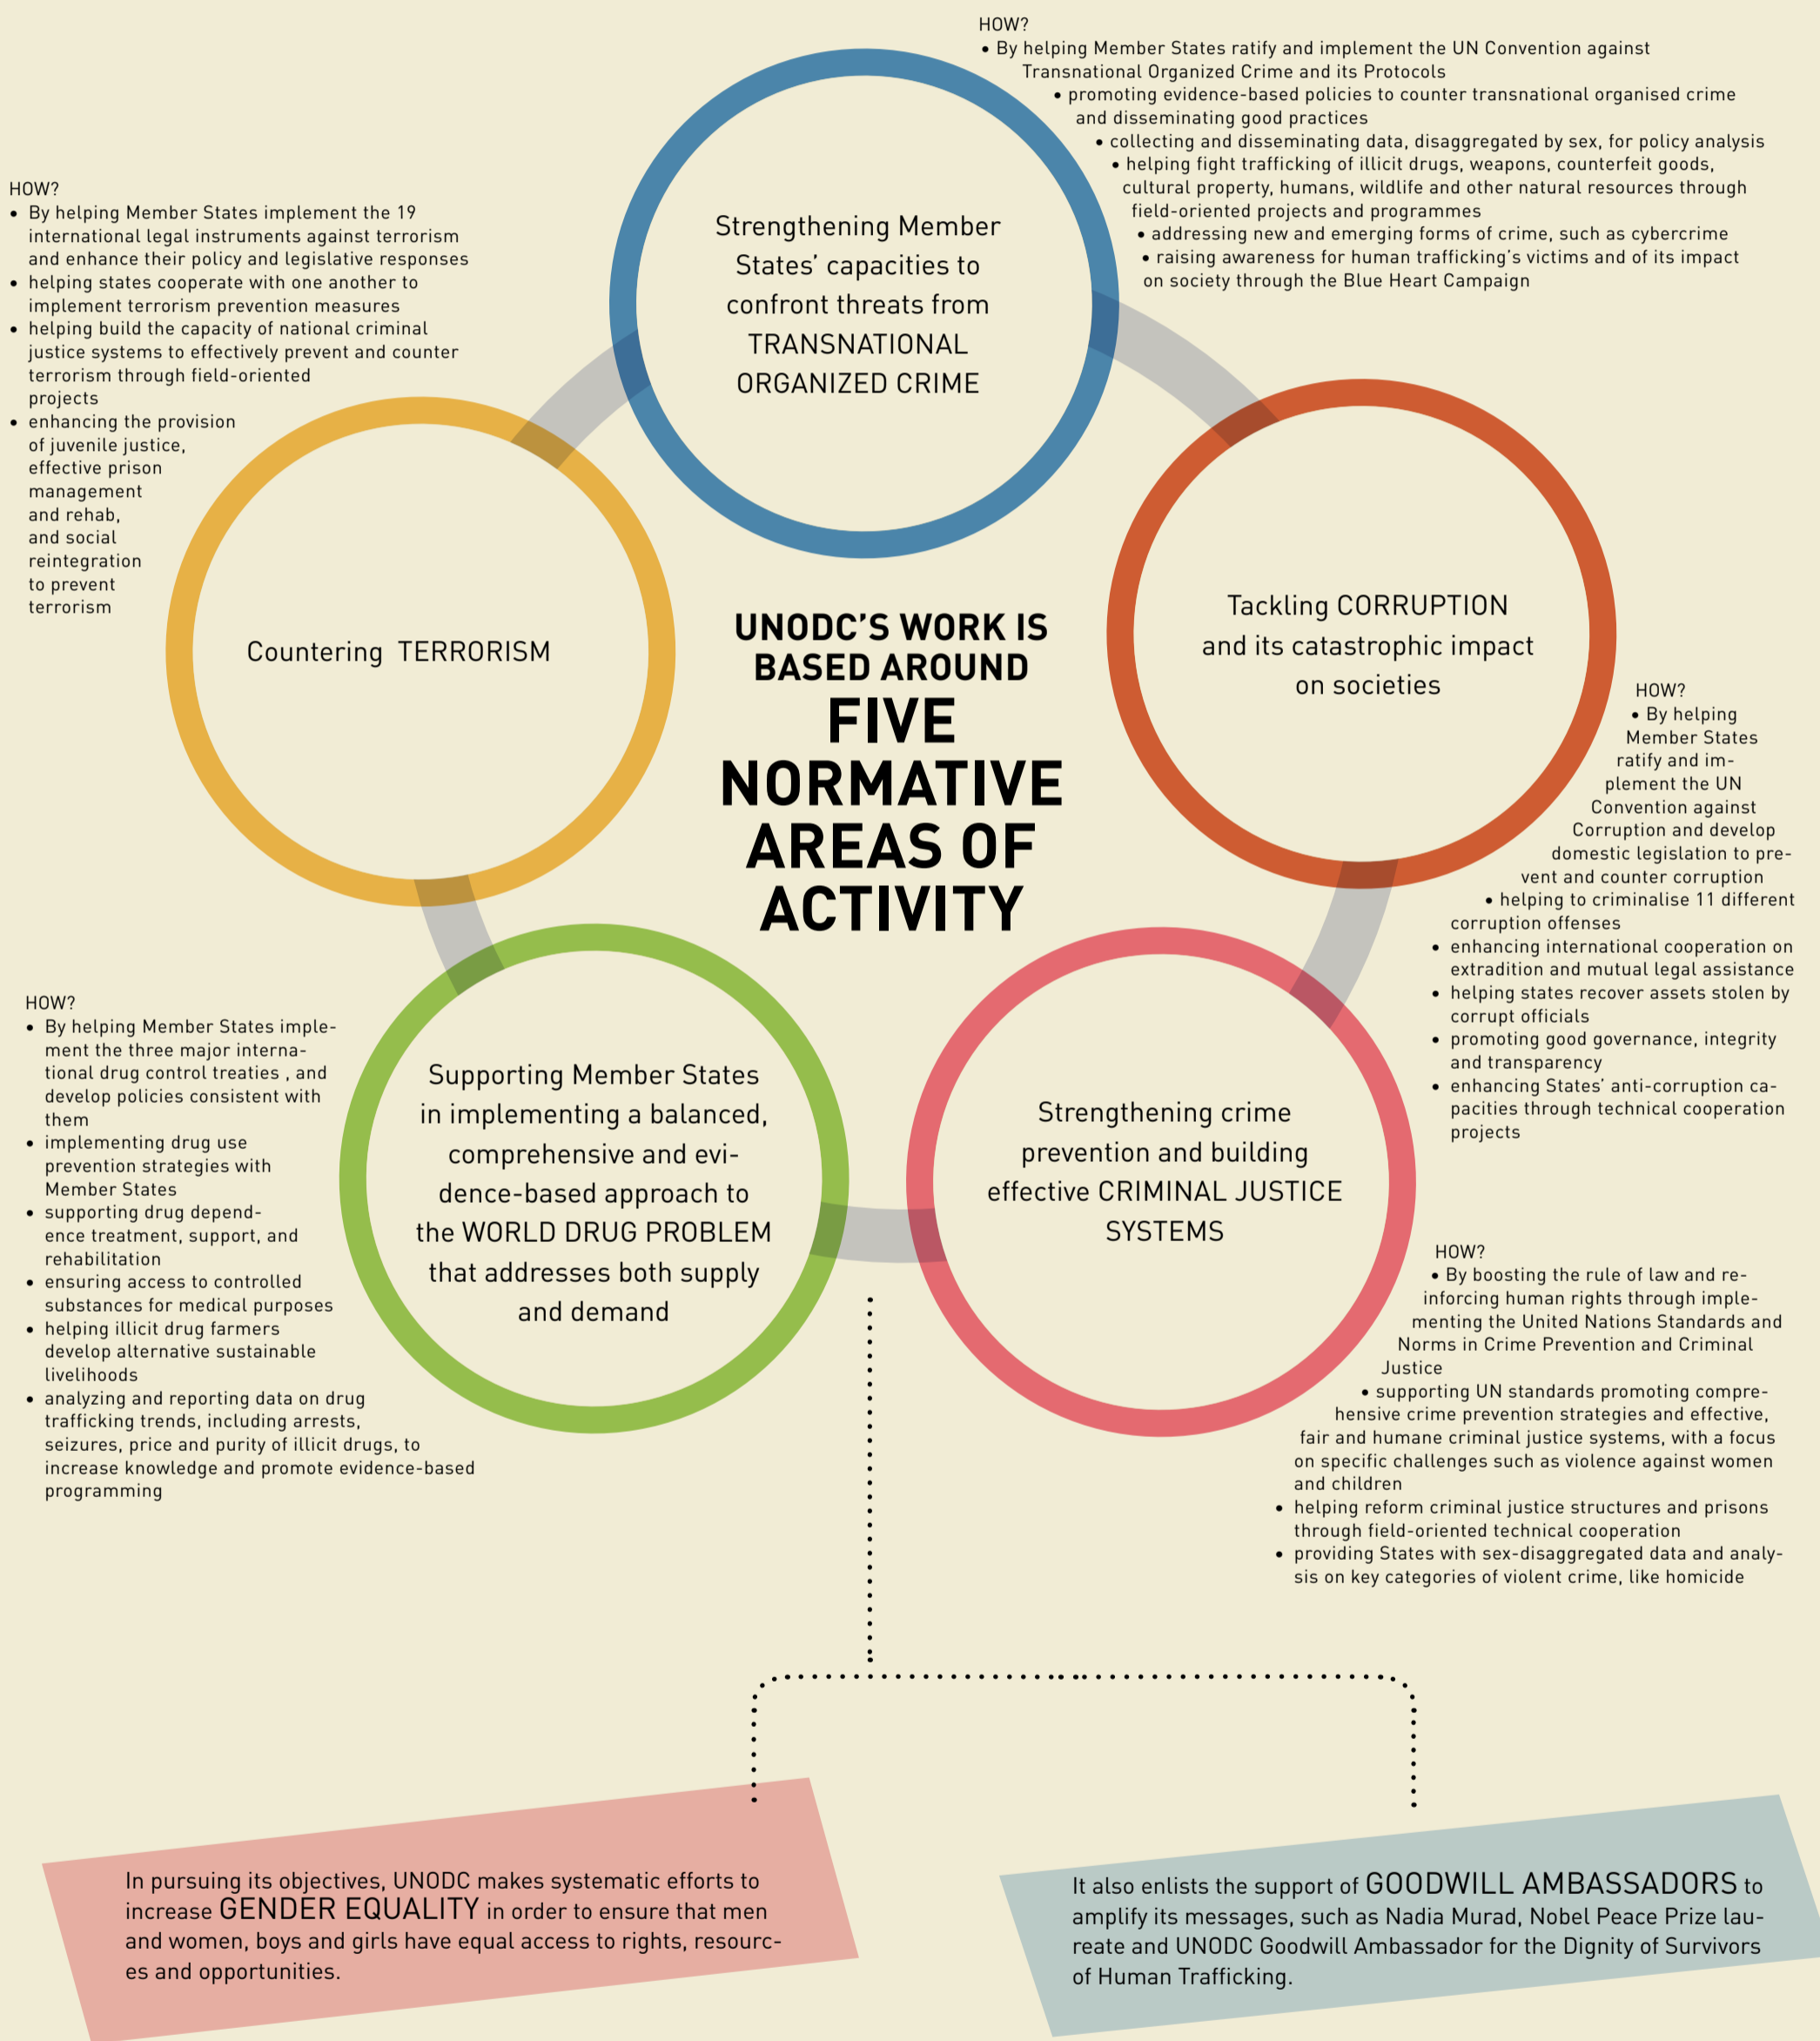 HOW?
• By helping Member States ratify and implement the UN Convention against
Transnational Organized Crime and its Protocols
• promoting evidence-based policies to counter transnational organised crime
and disseminating good practices
• collecting and disseminating data, disaggregated by sex, for policy analysis
• helping fight trafficking of illicit drugs, weapons, counterfeit goods,
cultural property, humans, wildlife and other natural resources through
field-oriented projects and programmes
• addressing new and emerging forms of crime, such as cybercrime
• raising awareness for human trafficking's victims and of its impact
on society through the Blue Heart Campaign
Strengthening Member
States' capacities to
confront threats from
TRANSNATIONAL
ORGANIZED CRIME
HOW?
• By helping Member States implement the 19
international legal instruments against terrorism
and enhance their policy and legislative responses
• helping states cooperate with one another to
implement terrorism prevention measures
• helping build the capacity of national criminal
justice systems to effectively prevent and counter
terrorism through field-oriented
projects
• enhancing the provision
of juvenile justice,
effective prison
management
and rehab,
and social
reintegration
to prevent
terrorism
Countering TERRORISM
UNODC'S WORK IS
BASED AROUND
FIVE
NORMATIVE
AREAS OF
ACTIVITY
Tackling CORRUPTION
and its catastrophic impact
on societies
HOW?
• By helping
Member States
ratify and im-
plement the UN
Convention against
Corruption and develop
domestic legislation to pre-
vent and counter corruption
• helping to criminalise 11 different
corruption offenses
• enhancing international cooperation on
extradition and mutual legal assistance
• helping states recover assets stolen by
corrupt officials
• promoting good governance, integrity
and transparency
• enhancing States' anti-corruption ca-
pacities through technical cooperation
projects
HOW?
• By helping Member States imple-
ment the three major interna-
tional drug control treaties , and
develop policies consistent with
them
• implementing drug use
prevention strategies with
Member States
• supporting drug depend-
ence treatment, support, and
rehabilitation
• ensuring access to controlled
substances for medical purposes
• helping illicit drug farmers
develop alternative sustainable
livelihoods
• analyzing and reporting data on drug
trafficking trends, including arrests,
seizures, price and purity of illicit drugs, to
increase knowledge and promote evidence-based
programming
Supporting Member States
in implementing a balanced,
comprehensive and evi-
dence-based approach to
the WORLD DRUG PROBLEM
that addresses both supply
and demand
Strengthening crime
prevention and building
effective CRIMINAL JUSTICE
SYSTEMS
HOW?
• By boosting the rule of law and re-
inforcing human rights through imple-
menting the United Nations Standards and
Norms in Crime Prevention and Criminal
Justice
• supporting UN standards promoting compre-
hensive crime prevention strategies and effective,
fair and humane criminal justice systems, with a focus
on specific challenges such as violence against women
and children
• helping reform criminal justice structures and prisons
through field-oriented technical cooperation
• providing States with sex-disaggregated data and analy-
sis on key categories of violent crime, like homicide
In pursuing its objectives, UNODC makes systematic efforts to
increase GENDER EQUALITY in order to ensure that men
and women, boys and girls have equal access to rights, resourc-
es and opportunities.
It also enlists the support of GOODWILL AMBASSADORS to
amplify its messages, such as Nadia Murad, Nobel Peace Prize lau-
reate and UNODC Goodwill Ambassador for the Dignity of Survivors
of Human Trafficking.